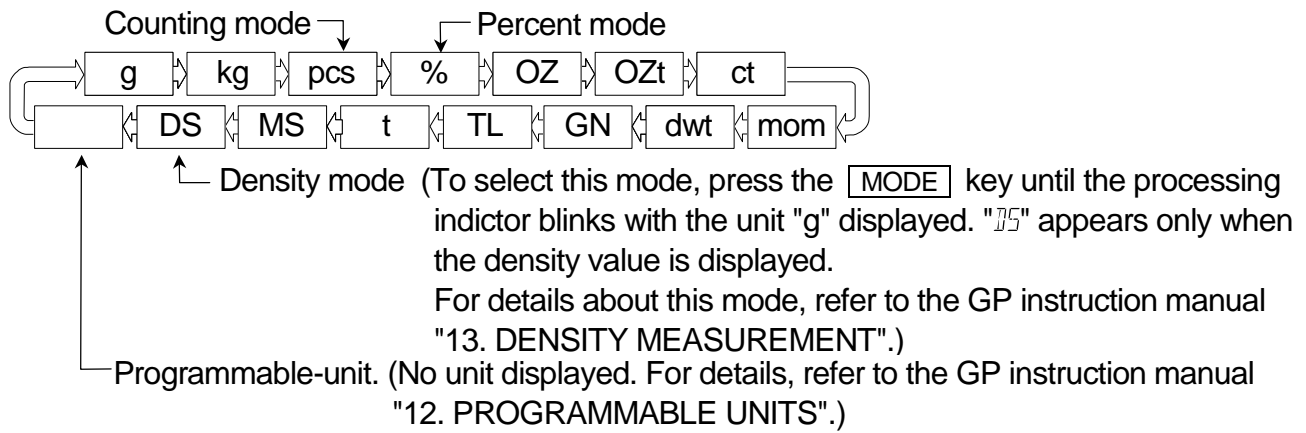 Counting mode Percent mode
g kg pcs % OZ OZt ct
DS MS t TL GN dwt mom
Density mode (To select this mode, press the MODE key until the processing
indictor blinks with the unit "g" displayed. "DS" appears only when
the density value is displayed.
For details about this mode, refer to the GP instruction manual
"13. DENSITY MEASUREMENT".)
Programmable-unit. (No unit displayed. For details, refer to the GP instruction manual
"12. PROGRAMMABLE UNITS".)